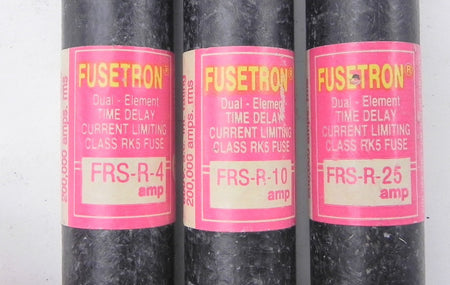 FUSETRON®
Dual - Element
TIME DELAY
CURRENT LIMITING
CLASS RK5 FUSE
FRS-R-4
amp
200,000 amps. rms
FUSETRON®
Dual - Element
TIME DELAY
CURRENT LIMITING
CLASS RK5 FUSE
FRS-R-10
amp
200,000 amps. rms
FUSETRON®
Dual - Element
TIME DELAY
CURRENT LIMITING
CLASS RK5 FUSE
FRS-R-25
amp